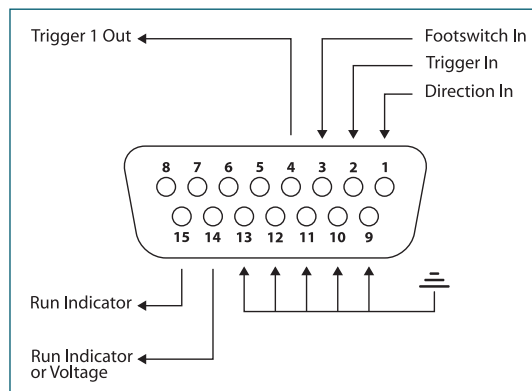 Trigger 1 Out
Footswitch In
Trigger In
Direction In
8 7 6 5 4 3 2 1
15 14 13 12 11 10 9
Run Indicator
Run Indicator
or Voltage